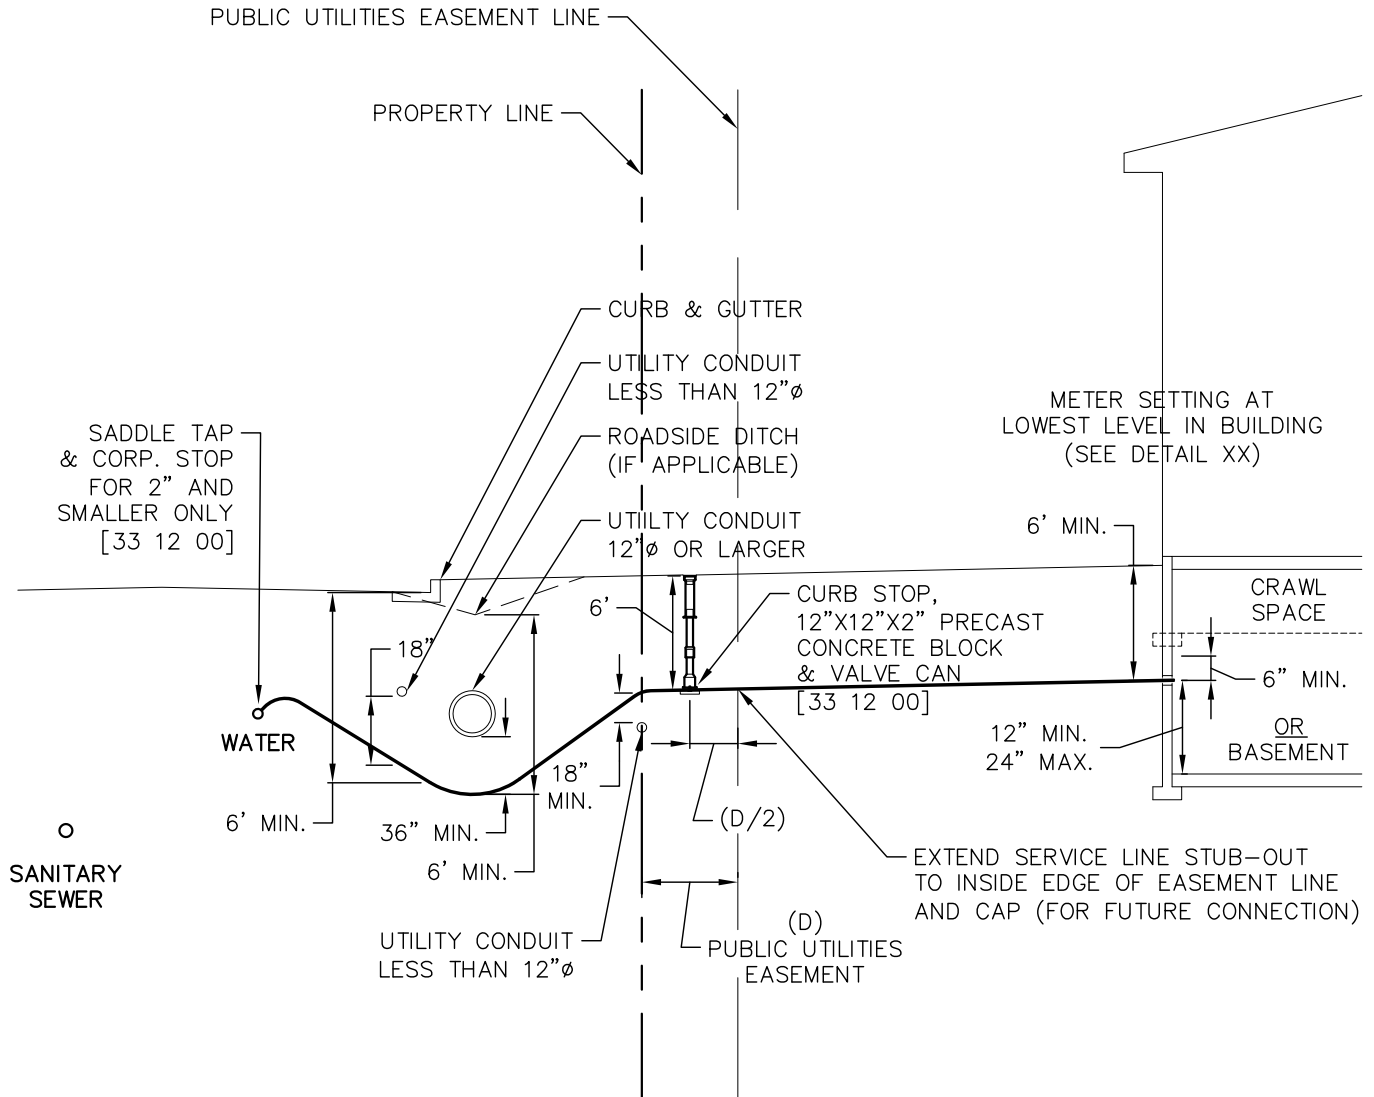 PUBLIC UTILITIES EASEMENT LINE
PROPERTY LINE
CURB & GUTTER
UTILITY CONDUIT
LESS THAN 12"ø
ROADSIDE DITCH
(IF APPLICABLE)
UTIILTY CONDUIT
12"ø OR LARGER
SADDLE TAP
& CORP. STOP
FOR 2" AND
SMALLER ONLY
[33 12 00]
METER SETTING AT
LOWEST LEVEL IN BUILDING
(SEE DETAIL XX)
6' MIN.
CRAWL
SPACE
6'
CURB STOP,
12"X12"X2" PRECAST
CONCRETE BLOCK
& VALVE CAN
[33 12 00]
18"
6" MIN.
WATER
12" MIN.
24" MAX.
OR
BASEMENT
18"
MIN.
6' MIN.
36" MIN.
6' MIN.
(D/2)
SANITARY
SEWER
EXTEND SERVICE LINE STUB-OUT
TO INSIDE EDGE OF EASEMENT LINE
AND CAP (FOR FUTURE CONNECTION)
UTILITY CONDUIT
LESS THAN 12"ø
(D)
PUBLIC UTILITIES
EASEMENT